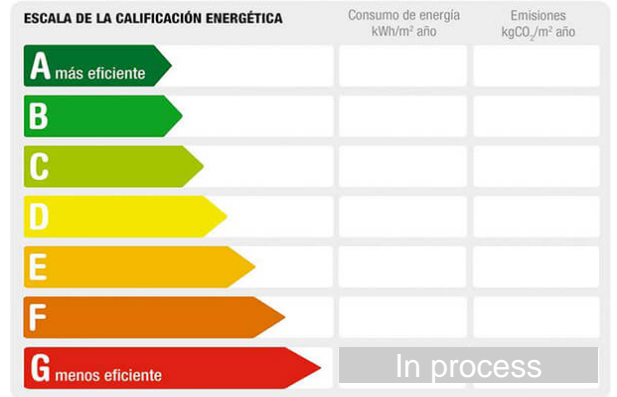 ESCALA DE LA CALIFICACIÓN ENERGÉTICA
Consumo de energía
kWh/m² año
Emisiones
kgCO₂/m² año
A más eficiente
B
C
D
E
F
G menos eficiente
In process